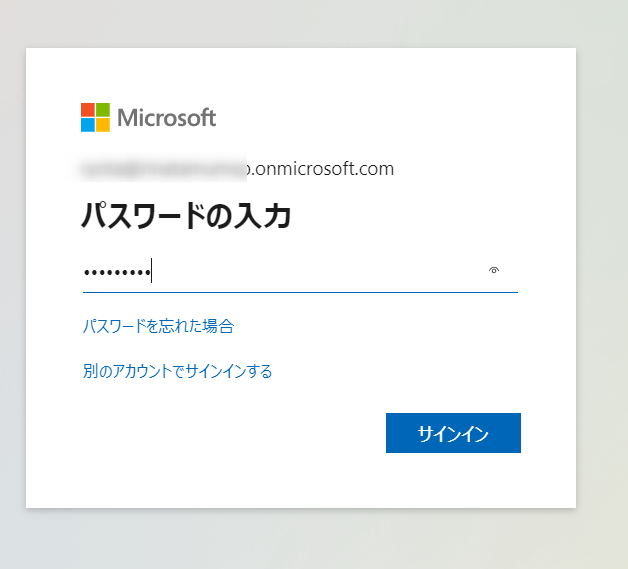 Microsoft
.onmicrosoft.com
パスワードの入力
•••••••••
パスワードを忘れた場合
別のアカウントでサインインする
サインイン